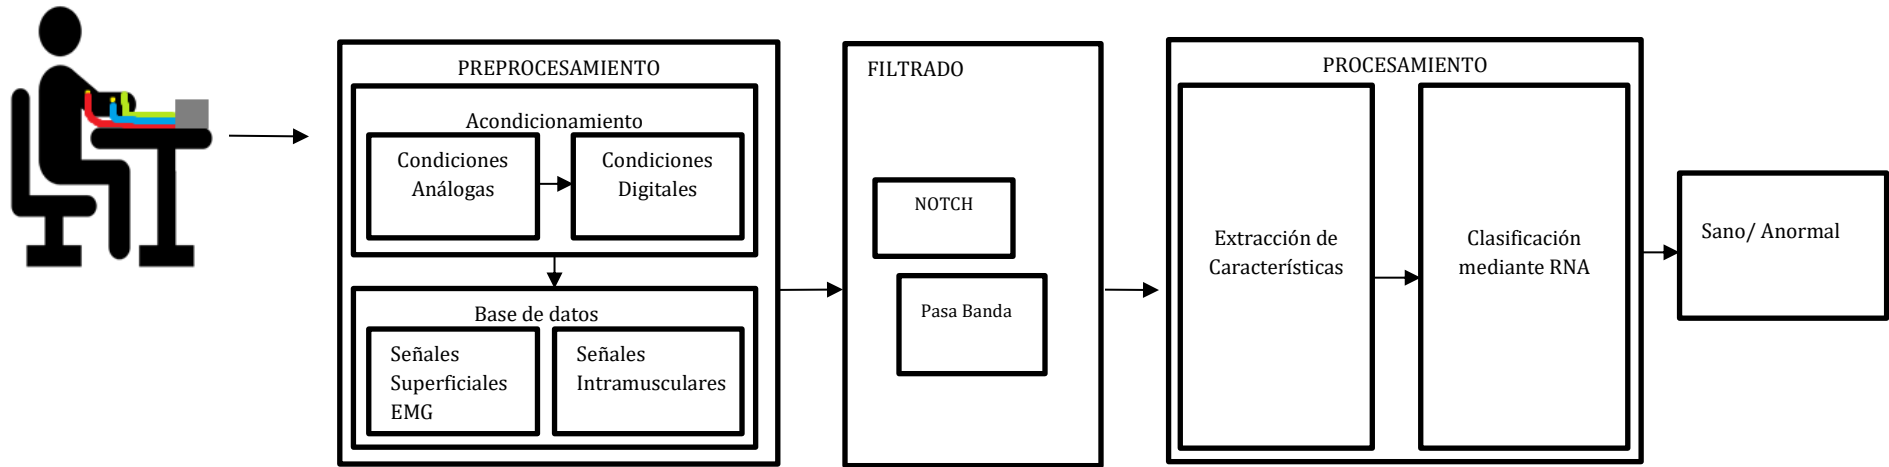 PREPROCESAMIENTO
Acondicionamiento
Condiciones
Análogas
Condiciones
Digitales
Base de datos
Señales
Superficiales
EMG
Señales
Intramusculares
FILTRADO
NOTCH
Pasa Banda
PROCESAMIENTO
Extracción de
Características
Clasificación
mediante RNA
Sano/ Anormal